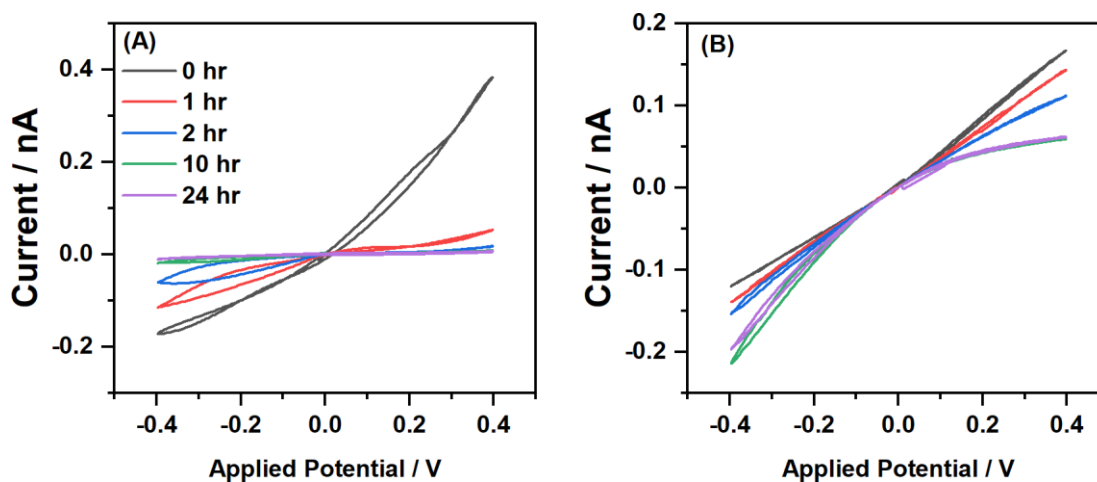 (A)
0 hr
1 hr
2 hr
10 hr
24 hr
0.4
0.2
0.0
-0.2
Current / nA
-0.4 -0.2 0.0 0.2 0.4
Applied Potential / V
(B)
0.2
0.1
0.0
-0.1
-0.2
Current / nA
-0.4 -0.2 0.0 0.2 0.4
Applied Potential / V